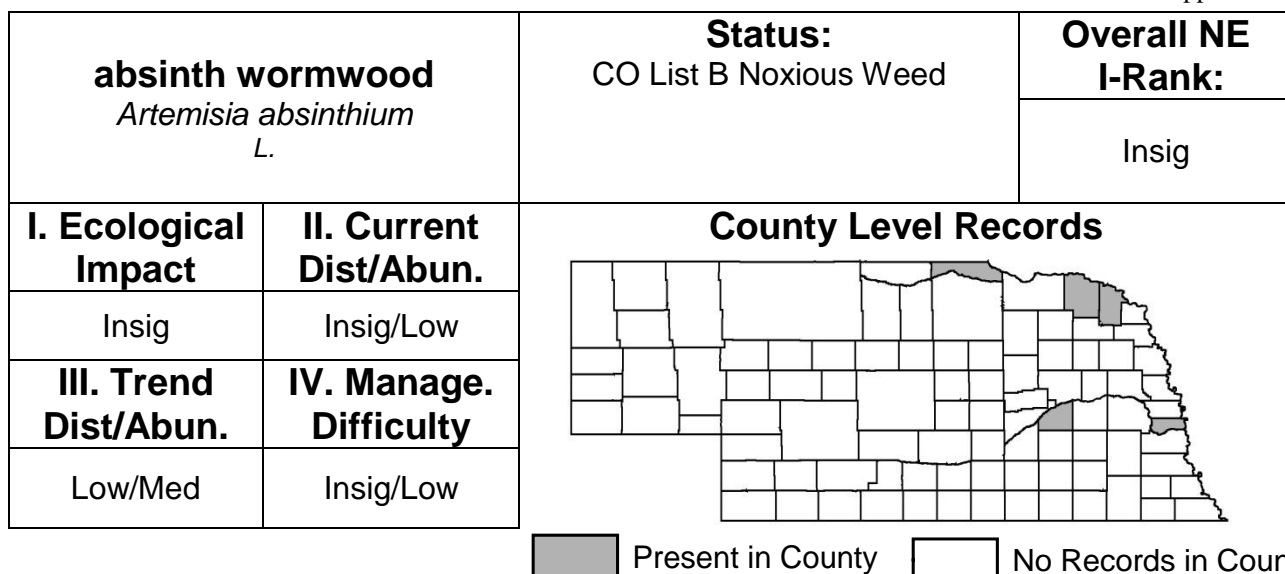 absinth wormwood
Artemisia absinthium
L.
Status:
CO List B Noxious Weed
Overall NE
I-Rank:
Insig
I. Ecological
Impact
II. Current
Dist/Abun.
Insig
Insig/Low
III. Trend
Dist/Abun.
IV. Manage.
Difficulty
Low/Med
Insig/Low
County Level Records
Present in County
No Records in Coun